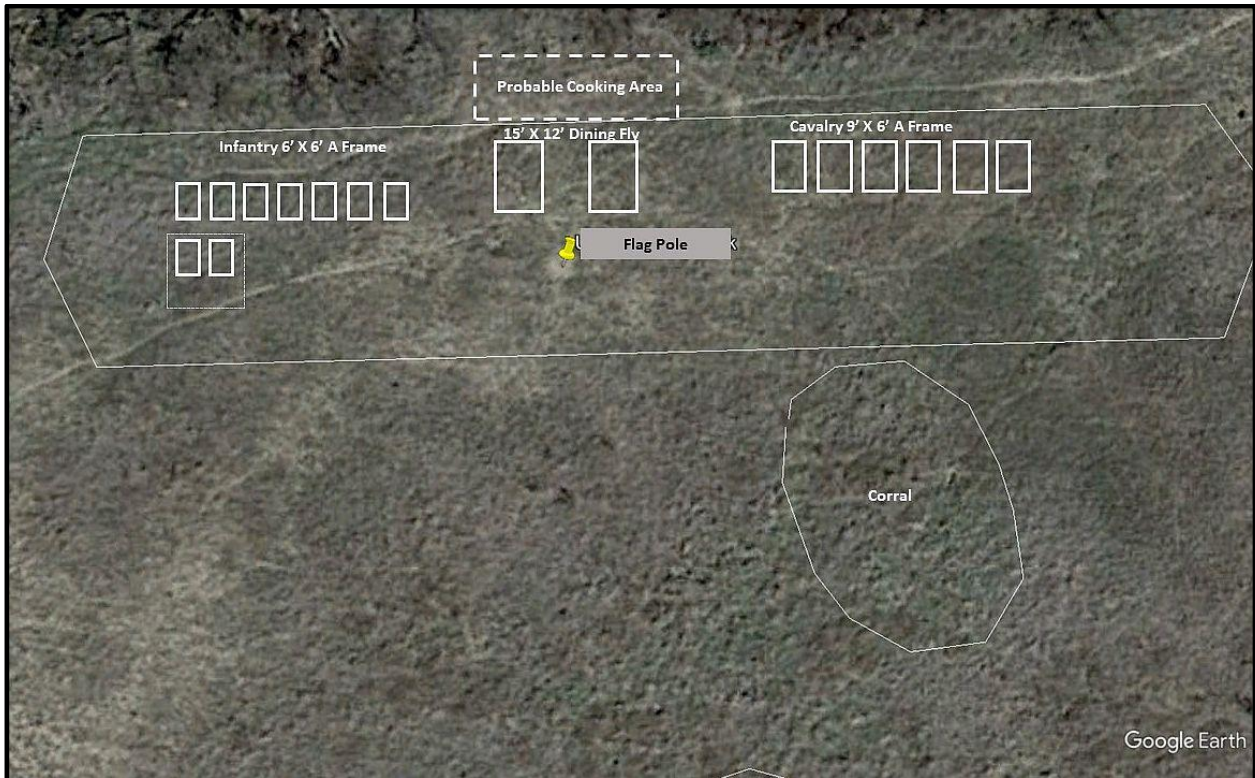 Probable Cooking Area
15' X 12' Dining Fly
Cavalry 9' X 6' A Frame
Infantry 6' X 6' A Frame
Flag Pole
Corral
Google Earth